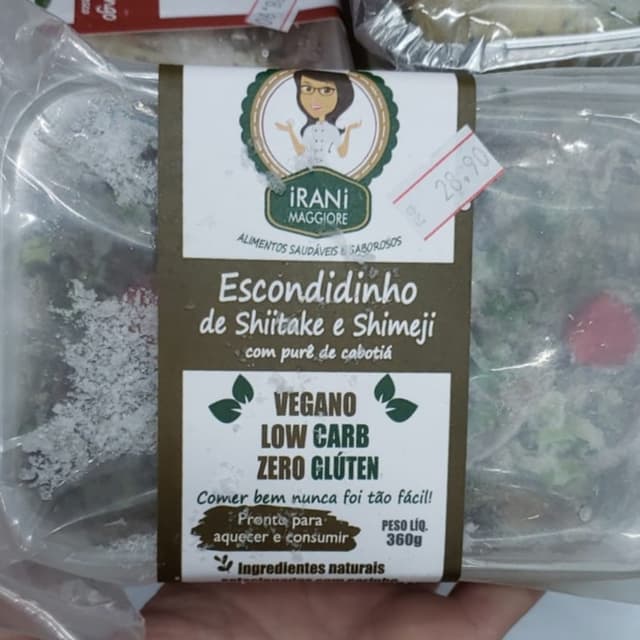 iRANi
MAGGIORE
ALIMENTOS SAUDÁVEIS E SABOROSOS
28,90
Escondidinho
de Shiitake e Shimeji
com purê de cabotiá
VEGANO
LOW CARB
ZERO GLÚTEN
Comer bem nunca foi tão fácil!
Pronto para
aquecer e consumir
PESO LÍQ.
360g
Ingredientes naturais